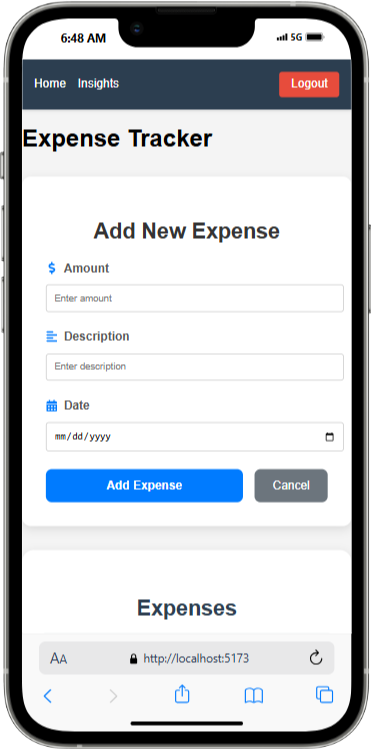 6:48 AM 5G
Home Insights Logout
Expense Tracker
Add New Expense
$ Amount
Enter amount
Description
Enter description
Date
mm/dd/yyyy
Add Expense Cancel
Expenses
AA http://localhost:5173